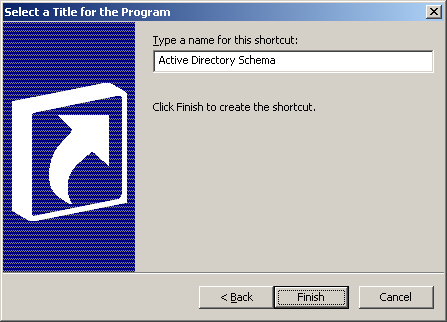 Select a Title for the Program
Type a name for this shortcut:
Active Directory Schema
Click Finish to create the shortcut.
< Back
Finish
Cancel